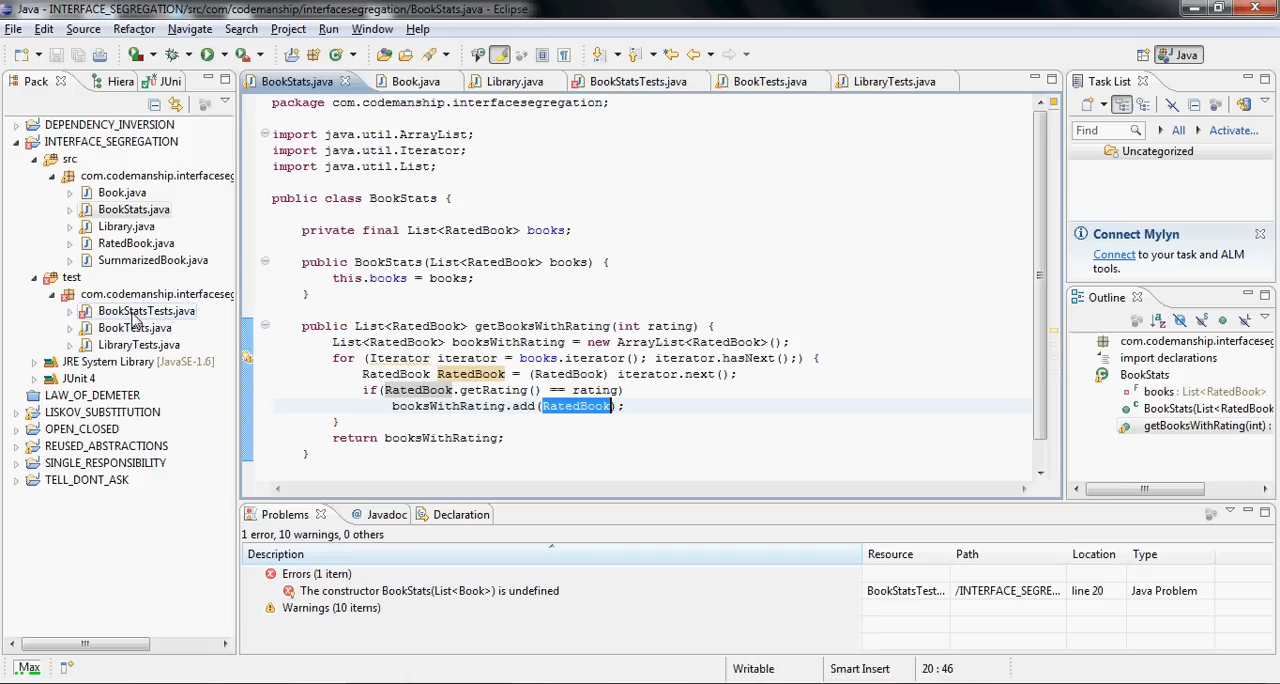 Java - INTERFACE_SEGREGATION/src/com/codemanship/interfacesegregation/BookStats.java - Eclipse
File Edit Source Refactor Navigate Search Project Run Window Help
Java
Pack Hiera JUni
DEPENDENCY_INVERSION
INTERFACE_SEGREGATION
src
com.codemanship.interfaceseg
Book.java
BookStats.java
Library.java
RatedBook.java
SummarizedBook.java
test
com.codemanship.interfaceseg
BookStatsTests.java
BookTests.java
LibraryTests.java
JRE System Library [JavaSE-1.6]
JUnit 4
LAW_OF_DEMETER
LISKOV_SUBSTITUTION
OPEN_CLOSED
REUSED_ABSTRACTIONS
SINGLE_RESPONSIBILITY
TELL_DONT_ASK
BookStats.java Book.java Library.java BookStatsTests.java BookTests.java LibraryTests.java
package com.codemanship.interfacesegregation;
import java.util.ArrayList;
import java.util.Iterator;
import java.util.List;
public class BookStats {
private final List<RatedBook> books;
public BookStats(List<RatedBook> books) {
this.books = books;
}
public List<RatedBook> getBooksWithRating(int rating) {
List<RatedBook> booksWithRating = new ArrayList<RatedBook>();
for (Iterator iterator = books.iterator(); iterator.hasNext();) {
RatedBook RatedBook = (RatedBook) iterator.next();
if(RatedBook.getRating() == rating)
booksWithRating.add(RatedBook);
}
return booksWithRating;
}
Task List
Find All Activate...
Uncategorized
Connect Mylyn
Connect to your task and ALM
tasks.
Outline
com.codemanship.interfaceseg
import declarations
BookStats
books : List<RatedBook>
BookStats(List<RatedBook
getBooksWithRating(int) :
Problems Javadoc Declaration
1 error, 10 warnings, 0 others
Description Resource Path Location Type
Errors (1 item)
The constructor BookStats(List<Book>) is undefined BookStatsTest... /INTERFACE_SEGRE... line 20 Java Problem
Warnings (10 items)
Max Writable Smart Insert 20 : 46